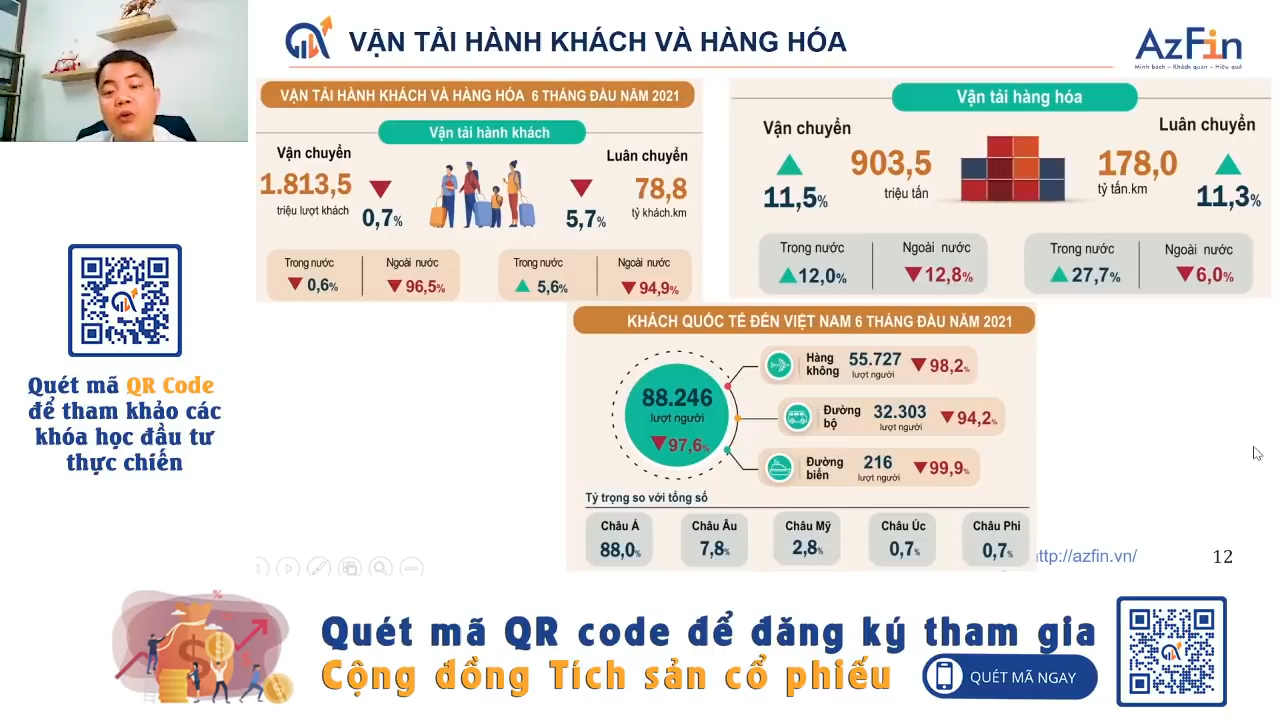 VẬN TẢI HÀNH KHÁCH VÀ HÀNG HÓA
AzFin
Minh bạch – Khách quan – Hiệu quả
VẬN TẢI HÀNH KHÁCH VÀ HÀNG HÓA 6 THÁNG ĐẦU NĂM 2021
Vận tải hành khách
Vận chuyển
1.813,5
triệu lượt khách
0,7%
Luân chuyển
78,8
tỷ khách.km
5,7%
Trong nước
0,6%
Ngoài nước
96,5%
Trong nước
5,6%
Ngoài nước
94,9%
Vận tải hàng hóa
Vận chuyển
11,5%
903,5
triệu tấn
Luân chuyển
178,0
tỷ tấn.km
11,3%
Trong nước
12,0%
Ngoài nước
12,8%
Trong nước
27,7%
Ngoài nước
6,0%
KHÁCH QUỐC TẾ ĐẾN VIỆT NAM 6 THÁNG ĐẦU NĂM 2021
88.246
lượt người
97,6%
Hàng
không
55.727
lượt người
98,2%
Đường
bộ
32.303
lượt người
94,2%
Đường
biển
216
lượt người
99,9%
Tỷ trọng so với tổng số
Châu Á
88,0%
Châu Âu
7,8%
Châu Mỹ
2,8%
Châu Úc
0,7%
Châu Phi
0,7%
http://azfin.vn/
12
Quét mã QR Code
để tham khảo các
khóa học đầu tư
thực chiến
Quét mã QR code để đăng ký tham gia
Cộng đồng Tích sản cổ phiếu
QUÉT MÃ NGAY